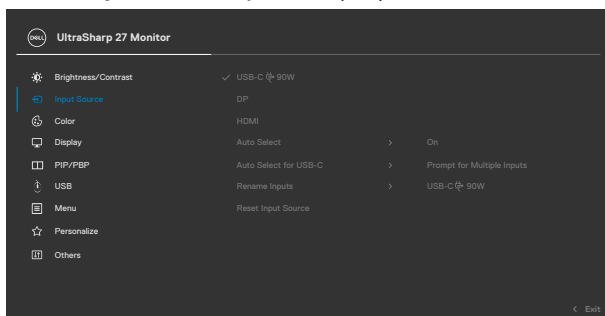 DELL UltraSharp 27 Monitor
Brightness/Contrast USB-C 90W
Input Source DP
Color HDMI
Display Auto Select > On
PIP/PBP Auto Select for USB-C > Prompt for Multiple Inputs
USB Rename Inputs > USB-C 90W
Menu Reset Input Source
Personalize
Others
< Exit